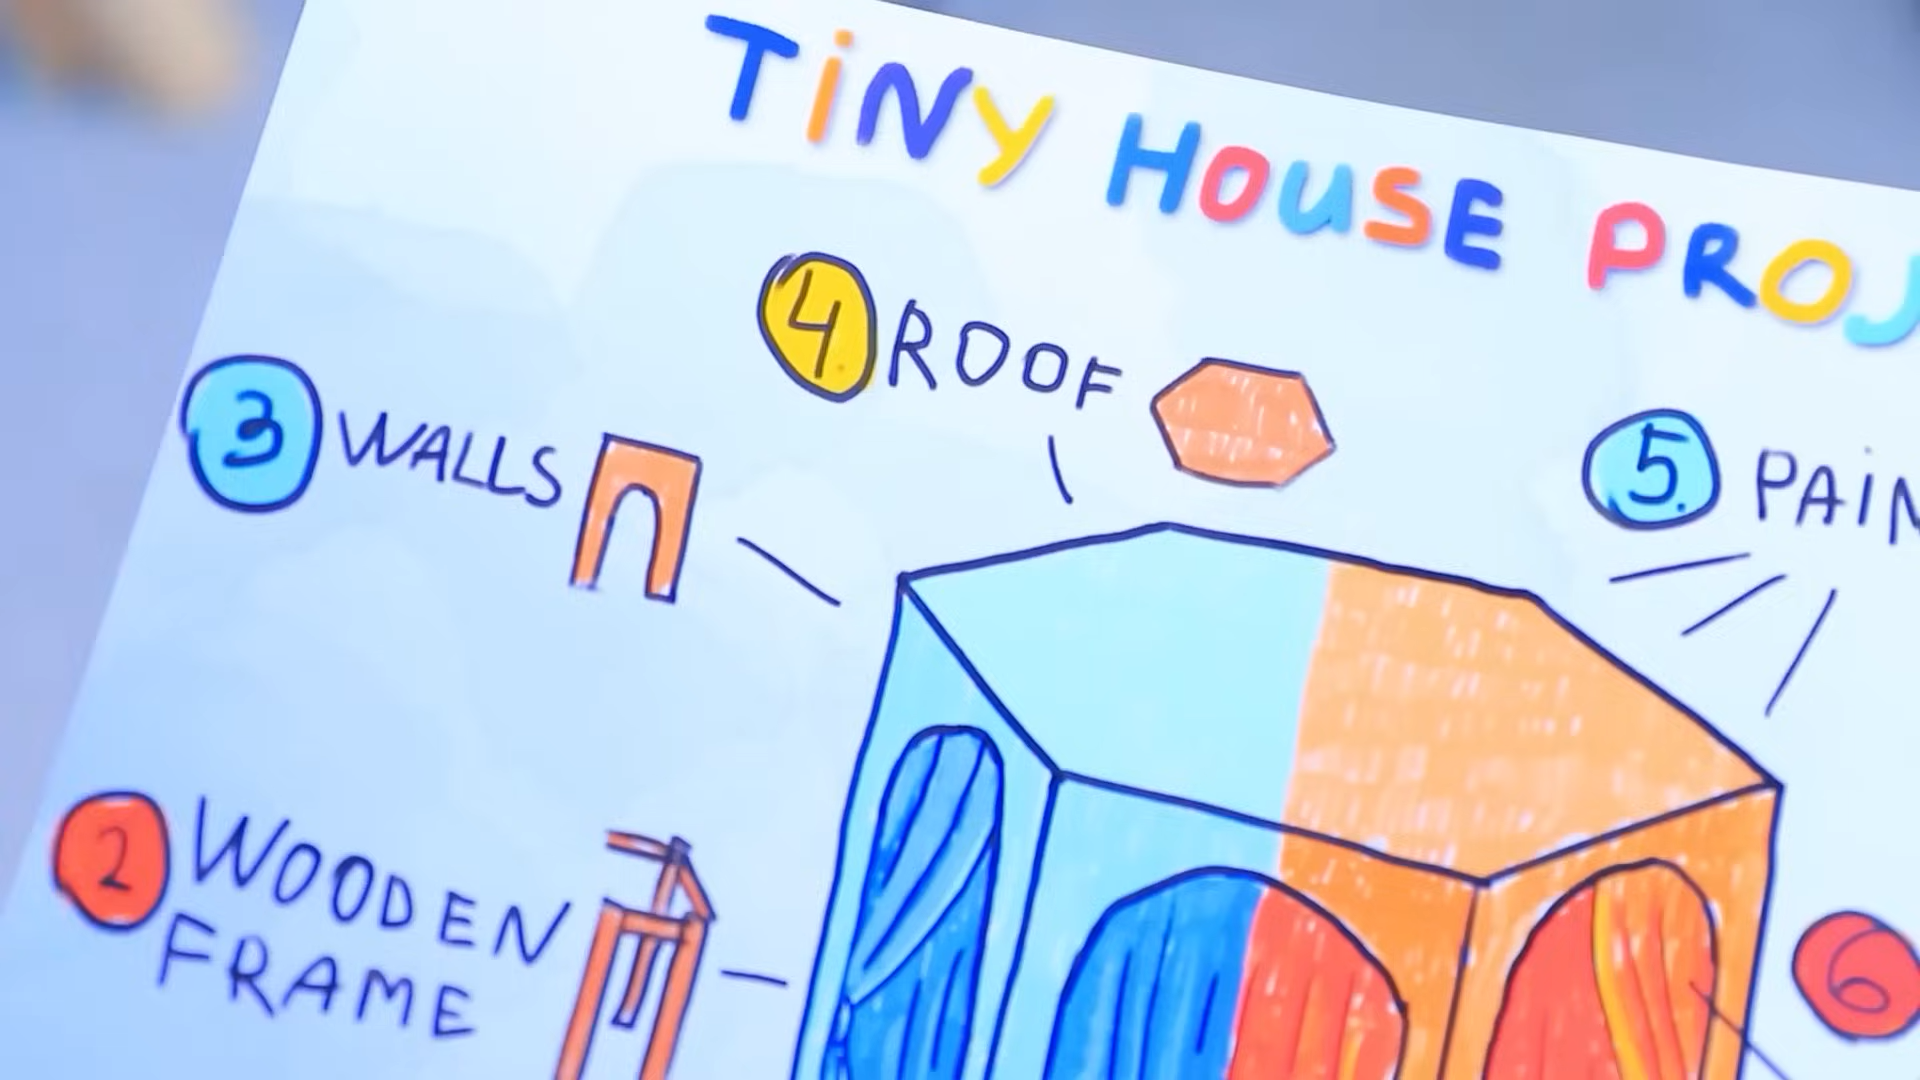 TiNY HOUSE PROJ
4 ROOF
3 WALLS
5. PAIN
2 WOODEN
FRAME
6